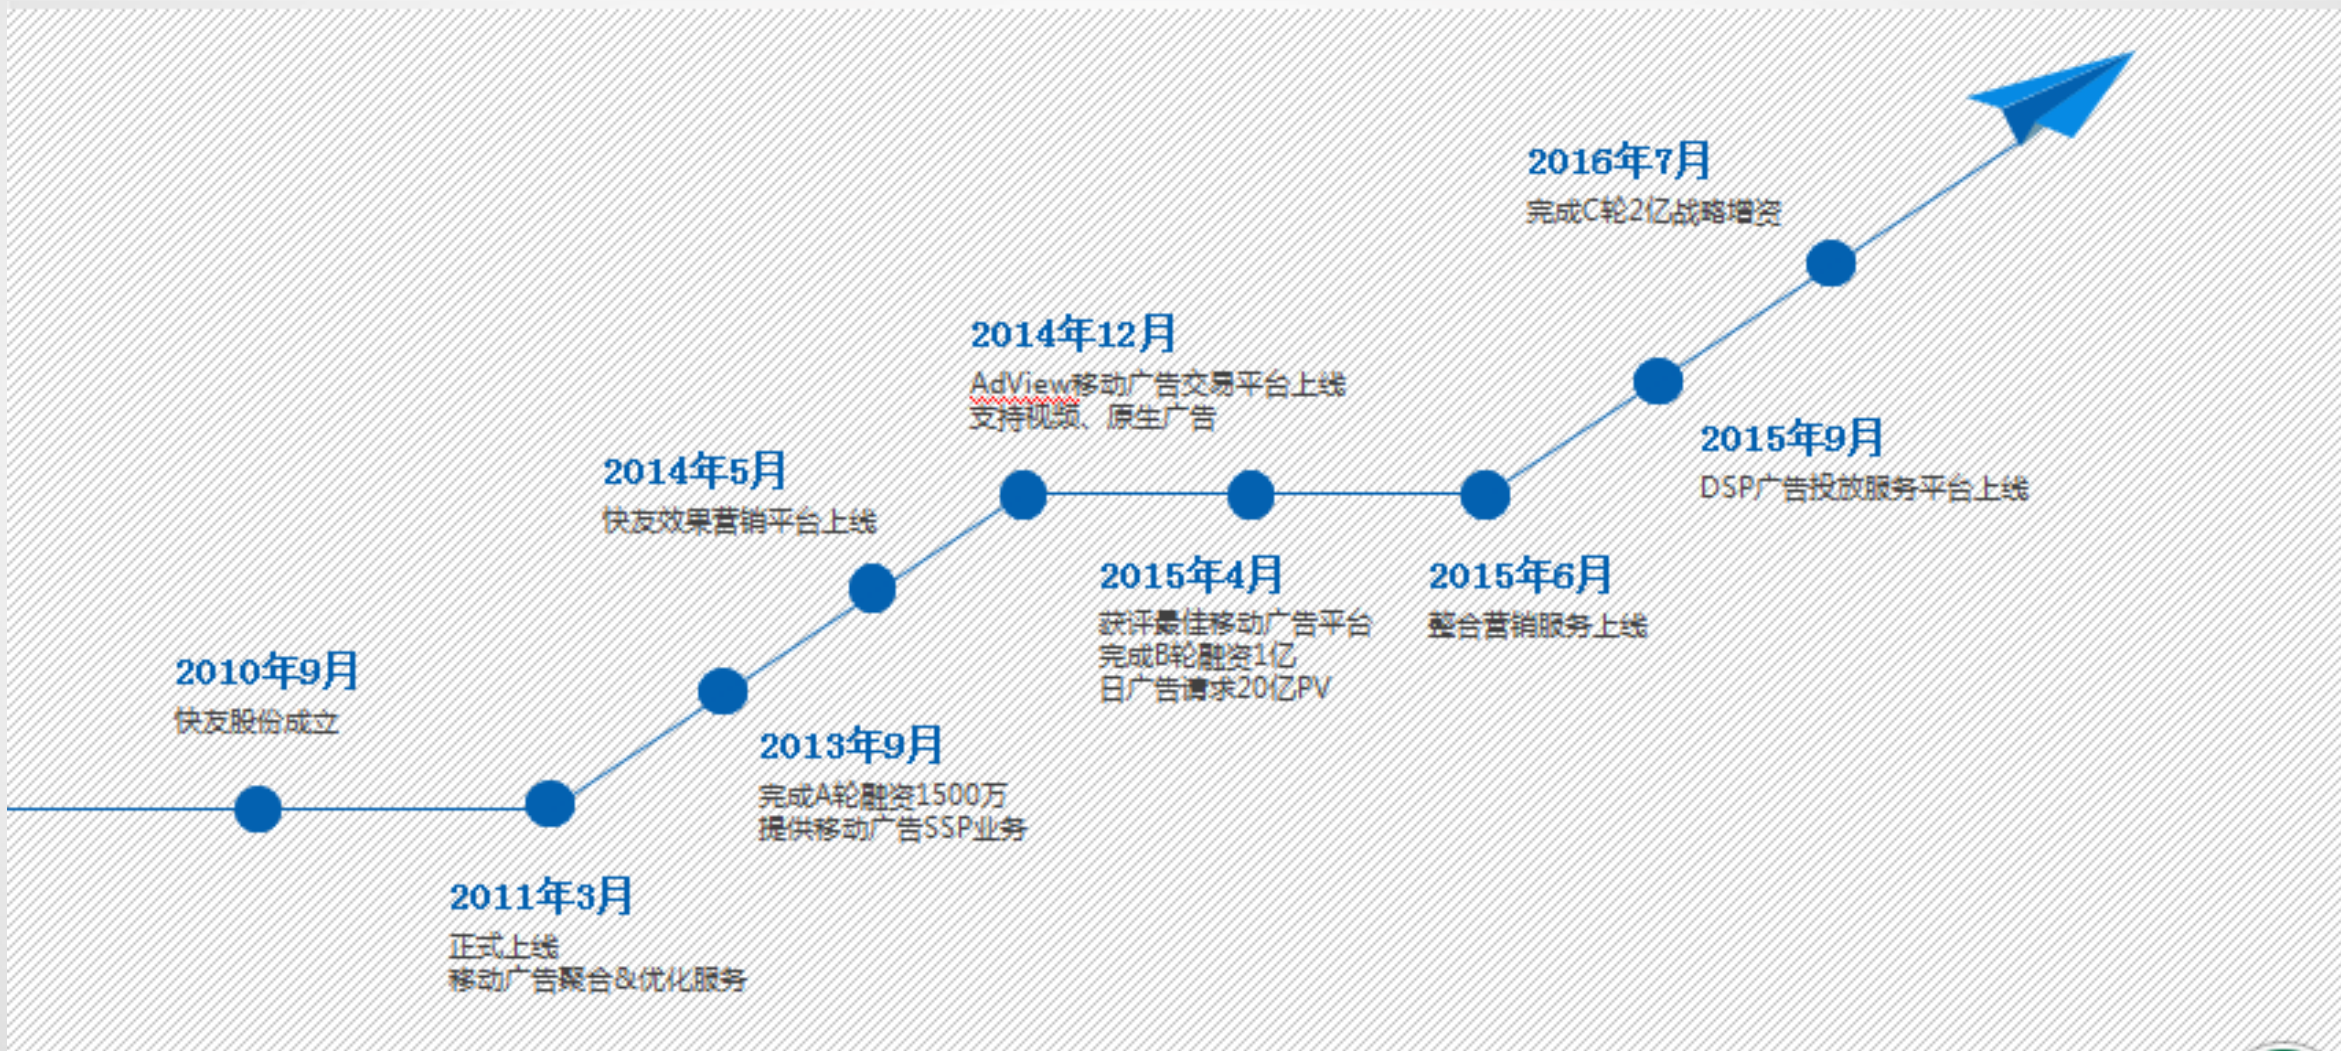 2016年7月
完成C轮2亿战略增资
2014年12月
AdView移动广告交易平台上线
支持视频、原生广告
2015年9月
DSP广告投放服务平台上线
2014年5月
快友效果营销平台上线
2015年4月
获评最佳移动广告平台
完成B轮融资1亿
日广告请求20亿PV
2015年6月
整合营销服务上线
2010年9月
快友股份成立
2013年9月
完成A轮融资1500万
提供移动广告SSP业务
2011年3月
正式上线
移动广告聚合&优化服务